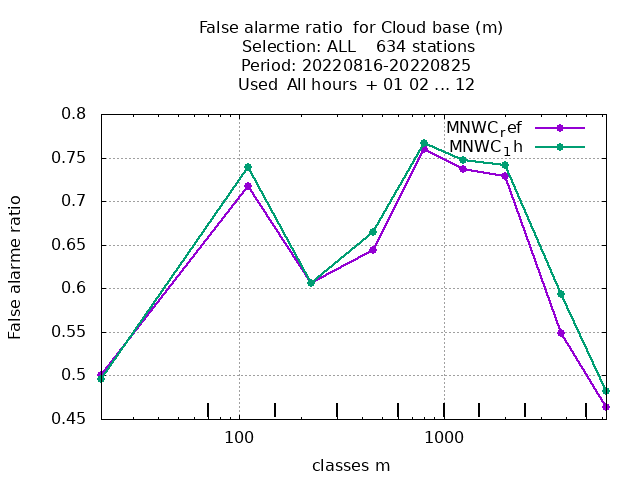 False alarme ratio  for Cloud base (m)
Selection: ALL    634 stations
Period: 20220816-20220825
Used  All hours  + 01 02 ... 12
MNWCref
MNWC1h
0.8
0.75
0.7
0.65
0.6
0.55
0.5
0.45
False alarme ratio
100
1000
classes m